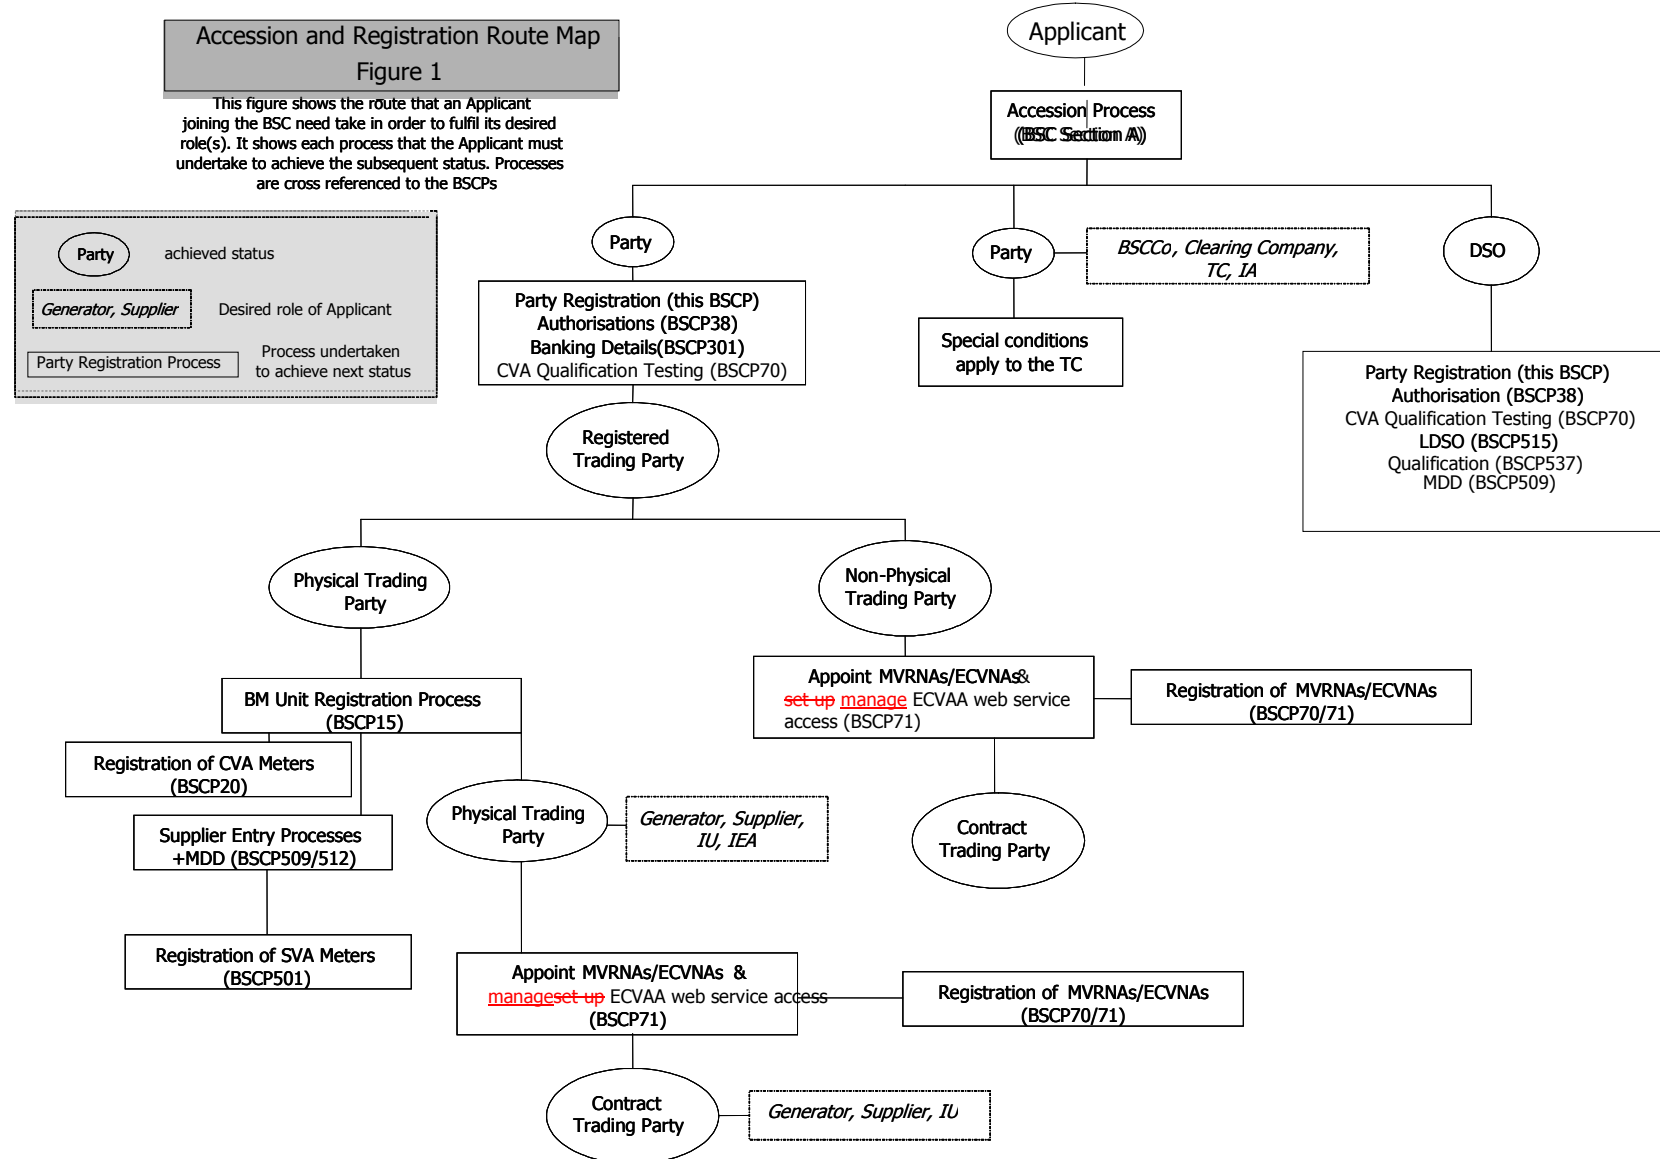 Accession and Registration Route Map
Figure 1
This figure shows the route that an Applicant
joining the BSC need take in order to fulfil its desired
role(s). It shows each process that the Applicant must
undertake to achieve the subsequent status. Processes
are cross referenced to the BSCPs
Party
achieved status
Generator, Supplier
Desired role of Applicant
Party Registration Process
Process undertaken
to achieve next status
Applicant
Accession Process
((BSC Section A))
Party
Party
BSCCo, Clearing Company,
TC, IA
DSO
Party Registration (this BSCP)
Authorisations (BSCP38)
Banking Details(BSCP301)
CVA Qualification Testing (BSCP70)
Special conditions
apply to the TC
Party Registration (this BSCP)
Authorisation (BSCP38)
CVA Qualification Testing (BSCP70)
LDSO (BSCP515)
Qualification (BSCP537)
MDD (BSCP509)
Registered
Trading Party
Physical Trading
Party
Non-Physical
Trading Party
BM Unit Registration Process
(BSCP15)
Appoint MVRNAs/ECVNAs&
set up manage ECVAA web service
access (BSCP71)
Registration of MVRNAs/ECVNAs
(BSCP70/71)
Registration of CVA Meters
(BSCP20)
Supplier Entry Processes
+MDD (BSCP509/512)
Physical Trading
Party
Generator, Supplier,
IU, IEA
Contract
Trading Party
Registration of SVA Meters
(BSCP501)
Appoint MVRNAs/ECVNAs &
manageset up ECVAA web service access
(BSCP71)
Registration of MVRNAs/ECVNAs
(BSCP70/71)
Contract
Trading Party
Generator, Supplier, IU